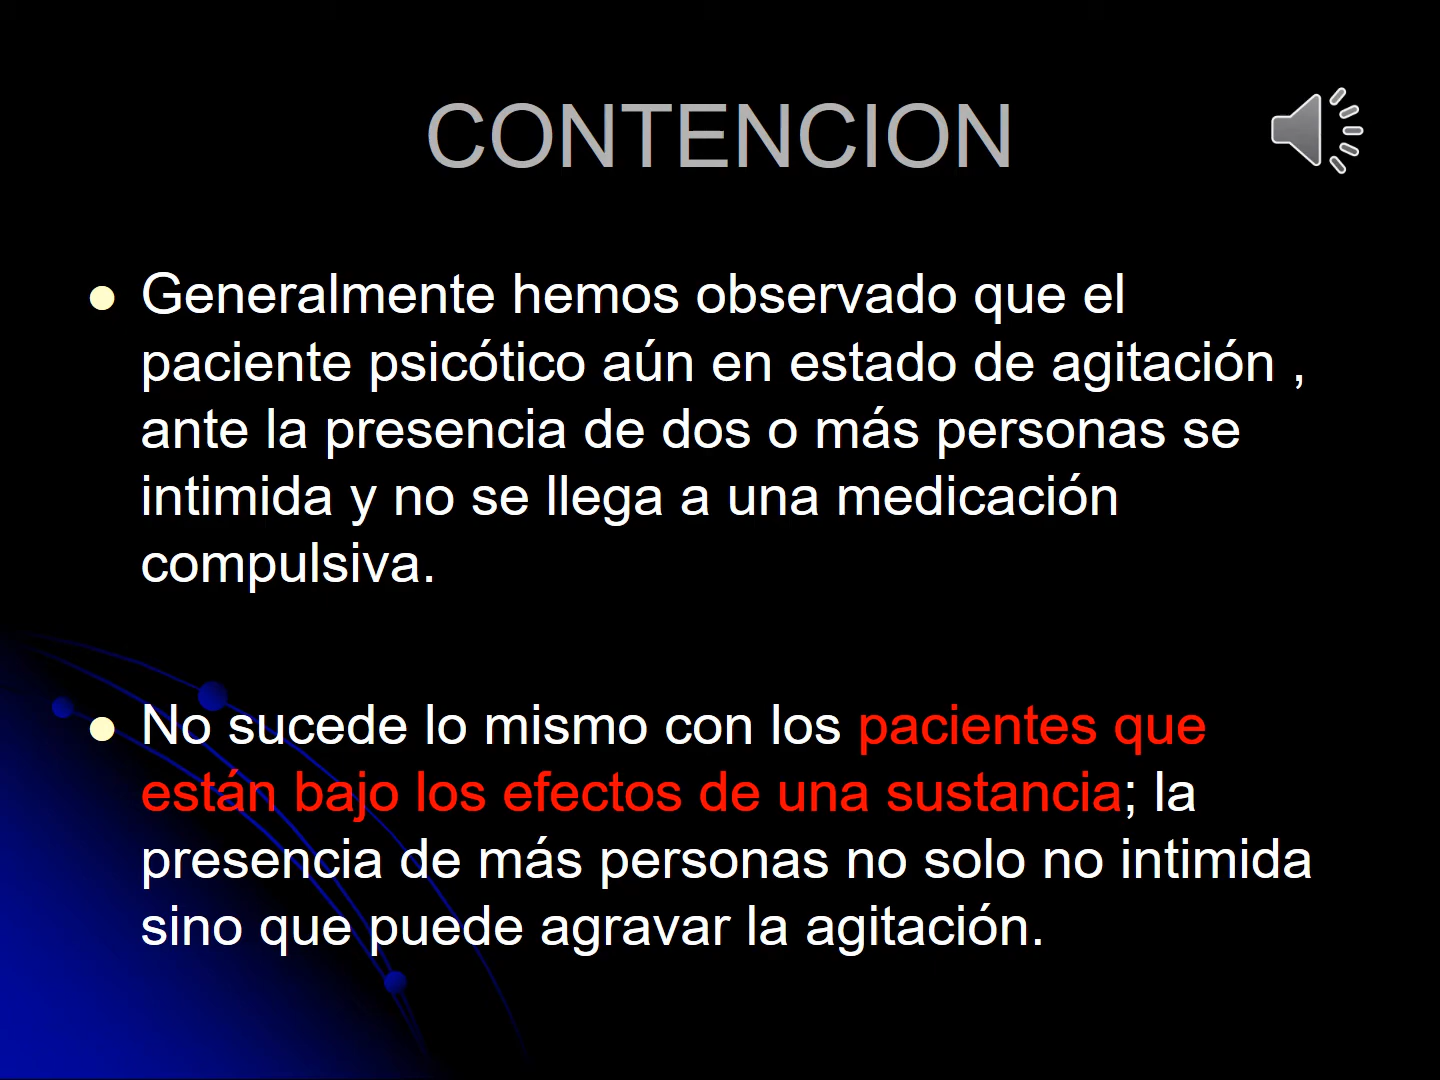 CONTENCION
Generalmente hemos observado que el
paciente psicótico aún en estado de agitación ,
ante la presencia de dos o más personas se
intimida y no se llega a una medicación
compulsiva.
No sucede lo mismo con los pacientes que
están bajo los efectos de una sustancia; la
presencia de más personas no solo no intimida
sino que puede agravar la agitación.